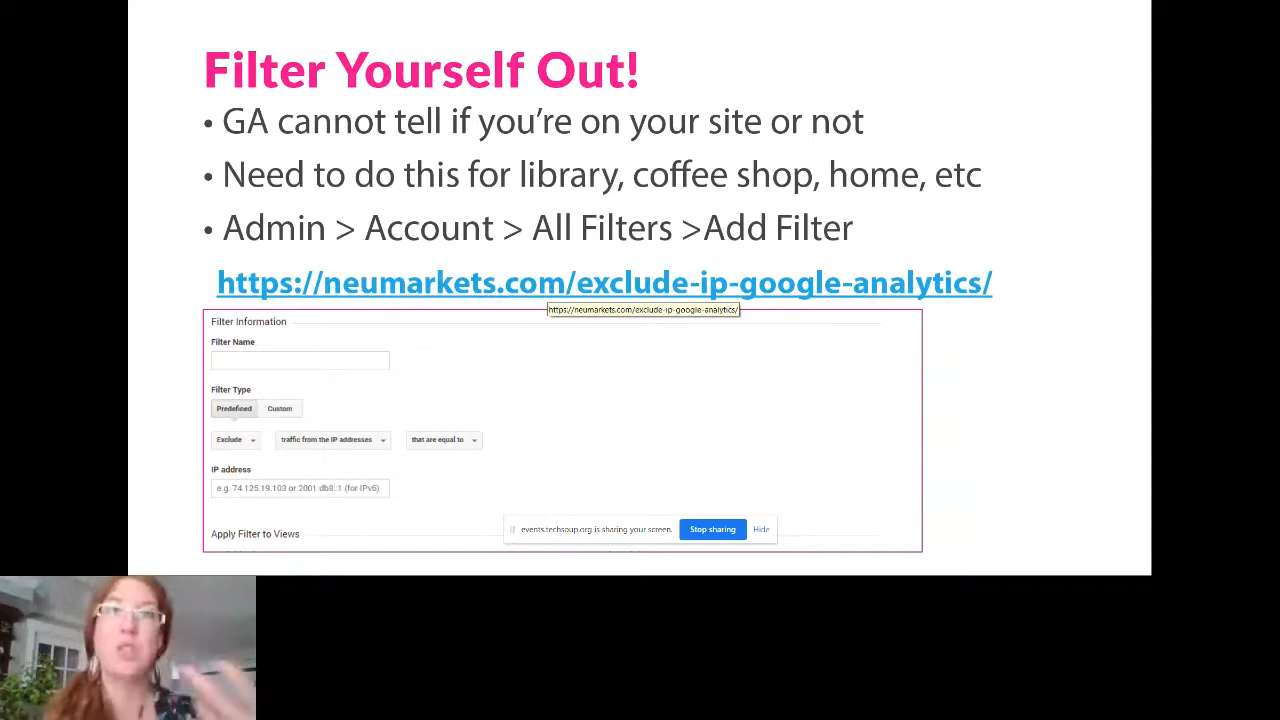 Filter Yourself Out!
• GA cannot tell if you’re on your site or not
• Need to do this for library, coffee shop, home, etc
• Admin > Account > All Filters >Add Filter
https://neumarkets.com/exclude-ip-google-analytics/
https://neumarkets.com/exclude-ip-google-analytics/
Filter Information
Filter Name
Filter Type
Predefined Custom
Exclude traffic from the IP addresses that are equal to
IP address
e.g. 74.125.19.103 or 2001:db8::1 (for IPv6)
events.techsoup.org is sharing your screen. Stop sharing Hide
Apply Filter to Views